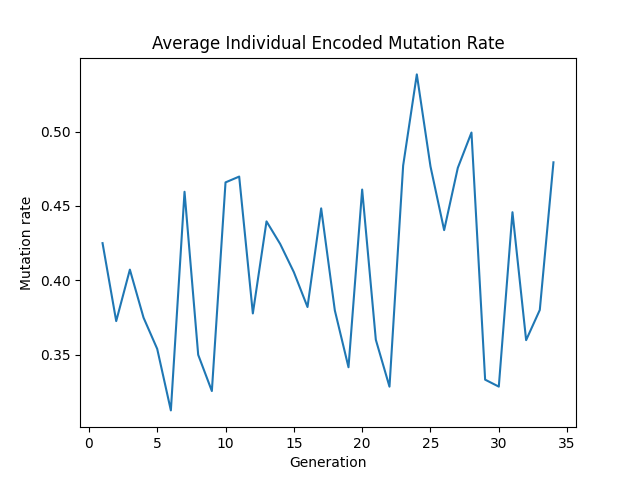 Average Individual Encoded Mutation Rate
0.50
0.45
0.40
0.35
Mutation rate
0 5 10 15 20 25 30 35
Generation